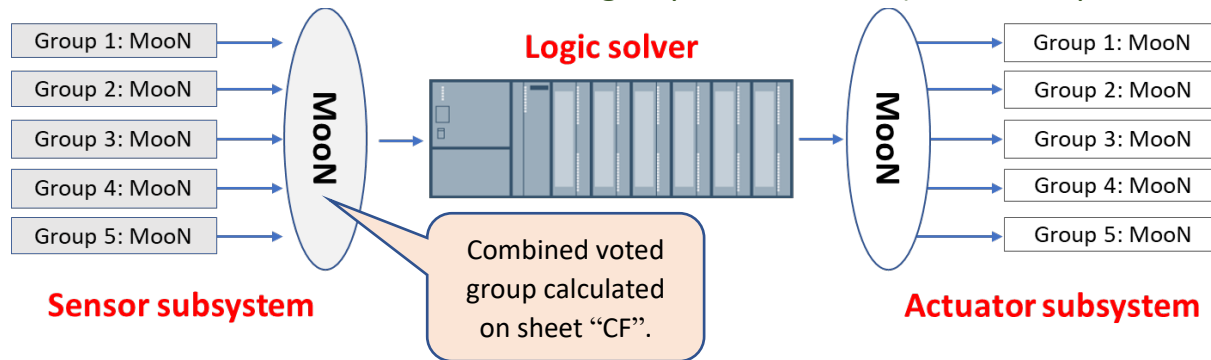 Logic solver
Group 1: MooN
Group 2: MooN
Group 3: MooN
Group 4: MooN
Group 5: MooN
MooN
MooN
Group 1: MooN
Group 2: MooN
Group 3: MooN
Group 4: MooN
Group 5: MooN
Combined voted
group calculated
on sheet “CF”.
Sensor subsystem
Actuator subsystem